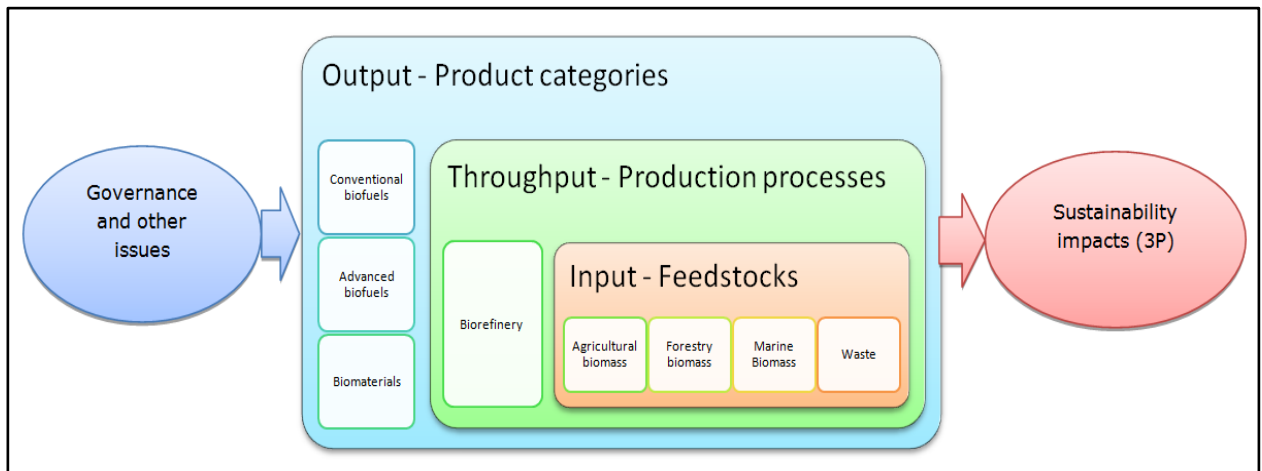 Governance
and other
issues
Output - Product categories
Conventional
biofuels
Advanced
biofuels
Biomaterials
Throughput - Production processes
Biorefinery
Input - Feedstocks
Agricultural
biomass
Forestry
biomass
Marine
Biomass
Waste
Sustainability
impacts (3P)